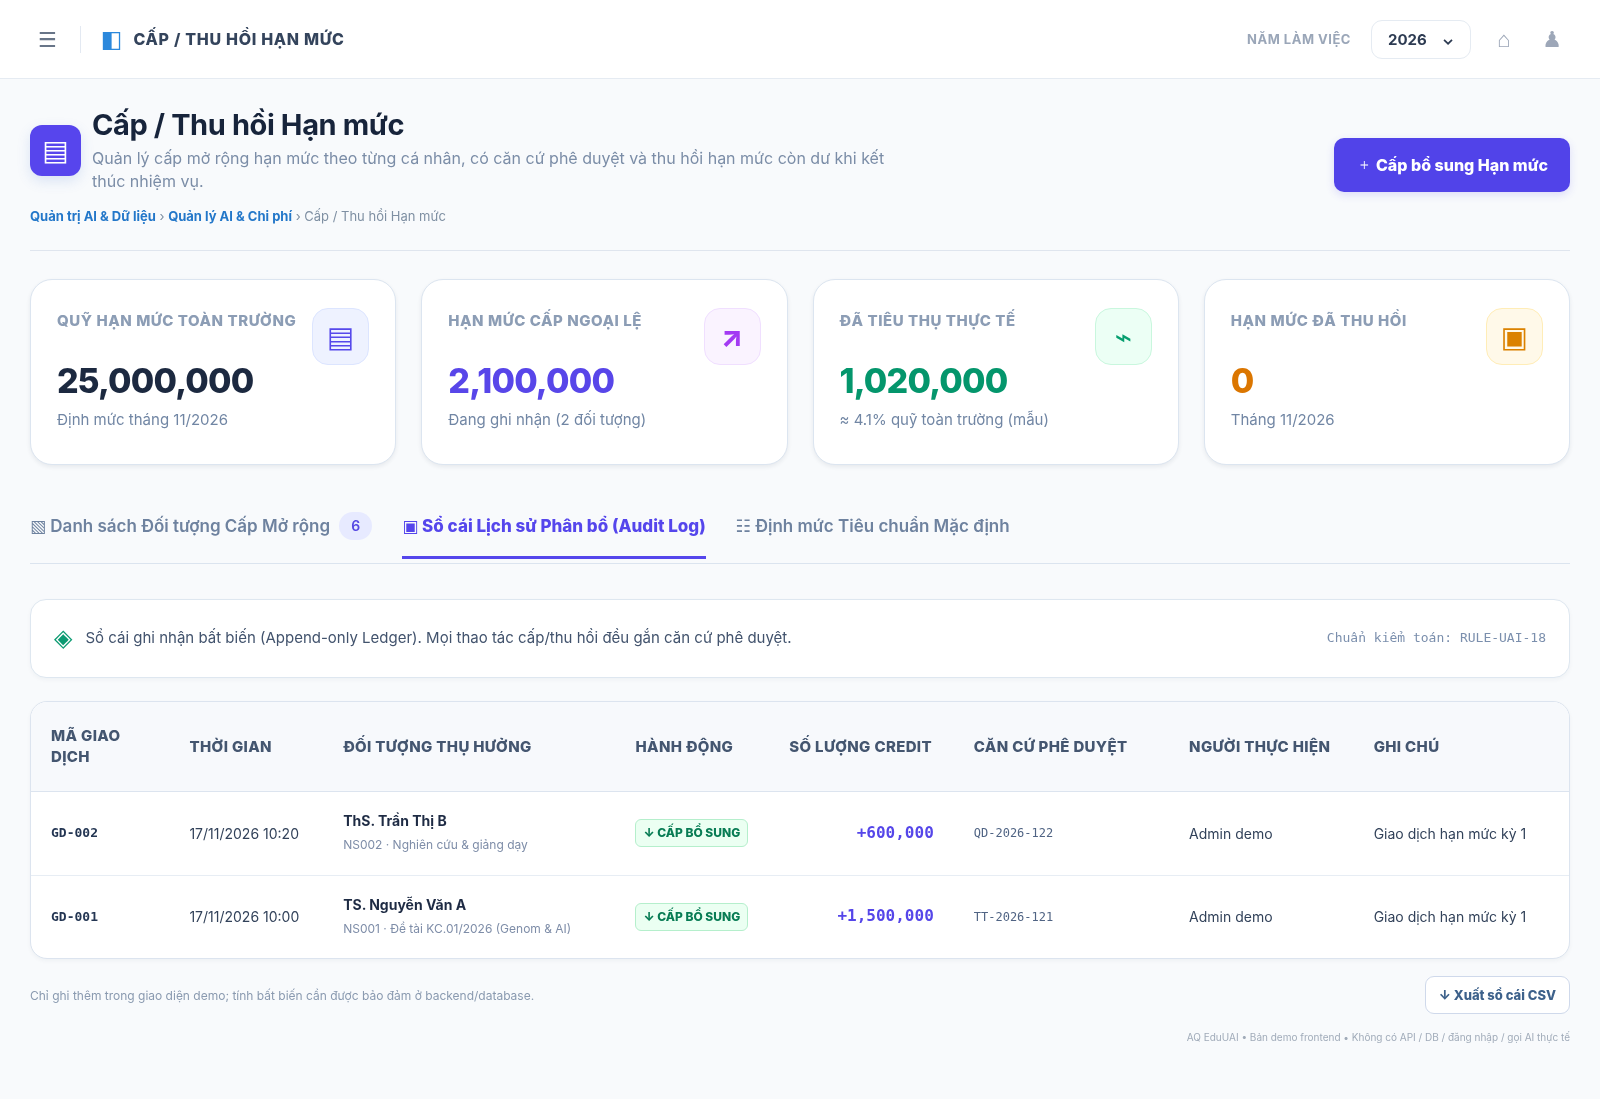 CẤP / THU HỒI HẠN MỨC
NĂM LÀM VIỆC
2026
Cấp / Thu hồi Hạn mức
Quản lý cấp mở rộng hạn mức theo từng cá nhân, có căn cứ phê duyệt và thu hồi hạn mức còn dư khi kết
thúc nhiệm vụ.
+ Cấp bổ sung Hạn mức
Quản trị AI & Dữ liệu › Quản lý AI & Chi phí › Cấp / Thu hồi Hạn mức
QUỸ HẠN MỨC TOÀN TRƯỜNG
25,000,000
Định mức tháng 11/2026
HẠN MỨC CẤP NGOẠI LỆ
2,100,000
Đang ghi nhận (2 đối tượng)
ĐÃ TIÊU THỤ THỰC TẾ
1,020,000
≈ 4.1% quỹ toàn trường (mẫu)
HẠN MỨC ĐÃ THU HỒI
0
Tháng 11/2026
Danh sách Đối tượng Cấp Mở rộng 6
Sổ cái Lịch sử Phân bổ (Audit Log)
Định mức Tiêu chuẩn Mặc định
Sổ cái ghi nhận bất biến (Append-only Ledger). Mọi thao tác cấp/thu hồi đều gắn căn cứ phê duyệt.
Chuẩn kiểm toán: RULE-UAI-18
MÃ GIAO
DỊCH
THỜI GIAN
ĐỐI TƯỢNG THỤ HƯỞNG
HÀNH ĐỘNG
SỐ LƯỢNG CREDIT
CĂN CỨ PHÊ DUYỆT
NGƯỜI THỰC HIỆN
GHI CHÚ
GD-002
17/11/2026 10:20
ThS. Trần Thị B
NS002 · Nghiên cứu & giảng dạy
↓ CẤP BỔ SUNG
+600,000
QD-2026-122
Admin demo
Giao dịch hạn mức kỳ 1
GD-001
17/11/2026 10:00
TS. Nguyễn Văn A
NS001 · Đề tài KC.01/2026 (Genom & AI)
↓ CẤP BỔ SUNG
+1,500,000
TT-2026-121
Admin demo
Giao dịch hạn mức kỳ 1
Chỉ ghi thêm trong giao diện demo; tính bất biến cần được bảo đảm ở backend/database.
↓ Xuất sổ cái CSV
AQ EduUAI • Bản demo frontend • Không có API / DB / đăng nhập / gọi AI thực tế